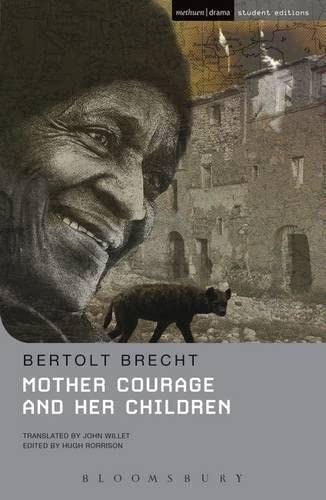 methuen | drama student editions
BERTOLT BRECHT
MOTHER COURAGE
AND HER CHILDREN
TRANSLATED BY JOHN WILLET
EDITED BY HUGH RORRISON
BLOOMSBURY